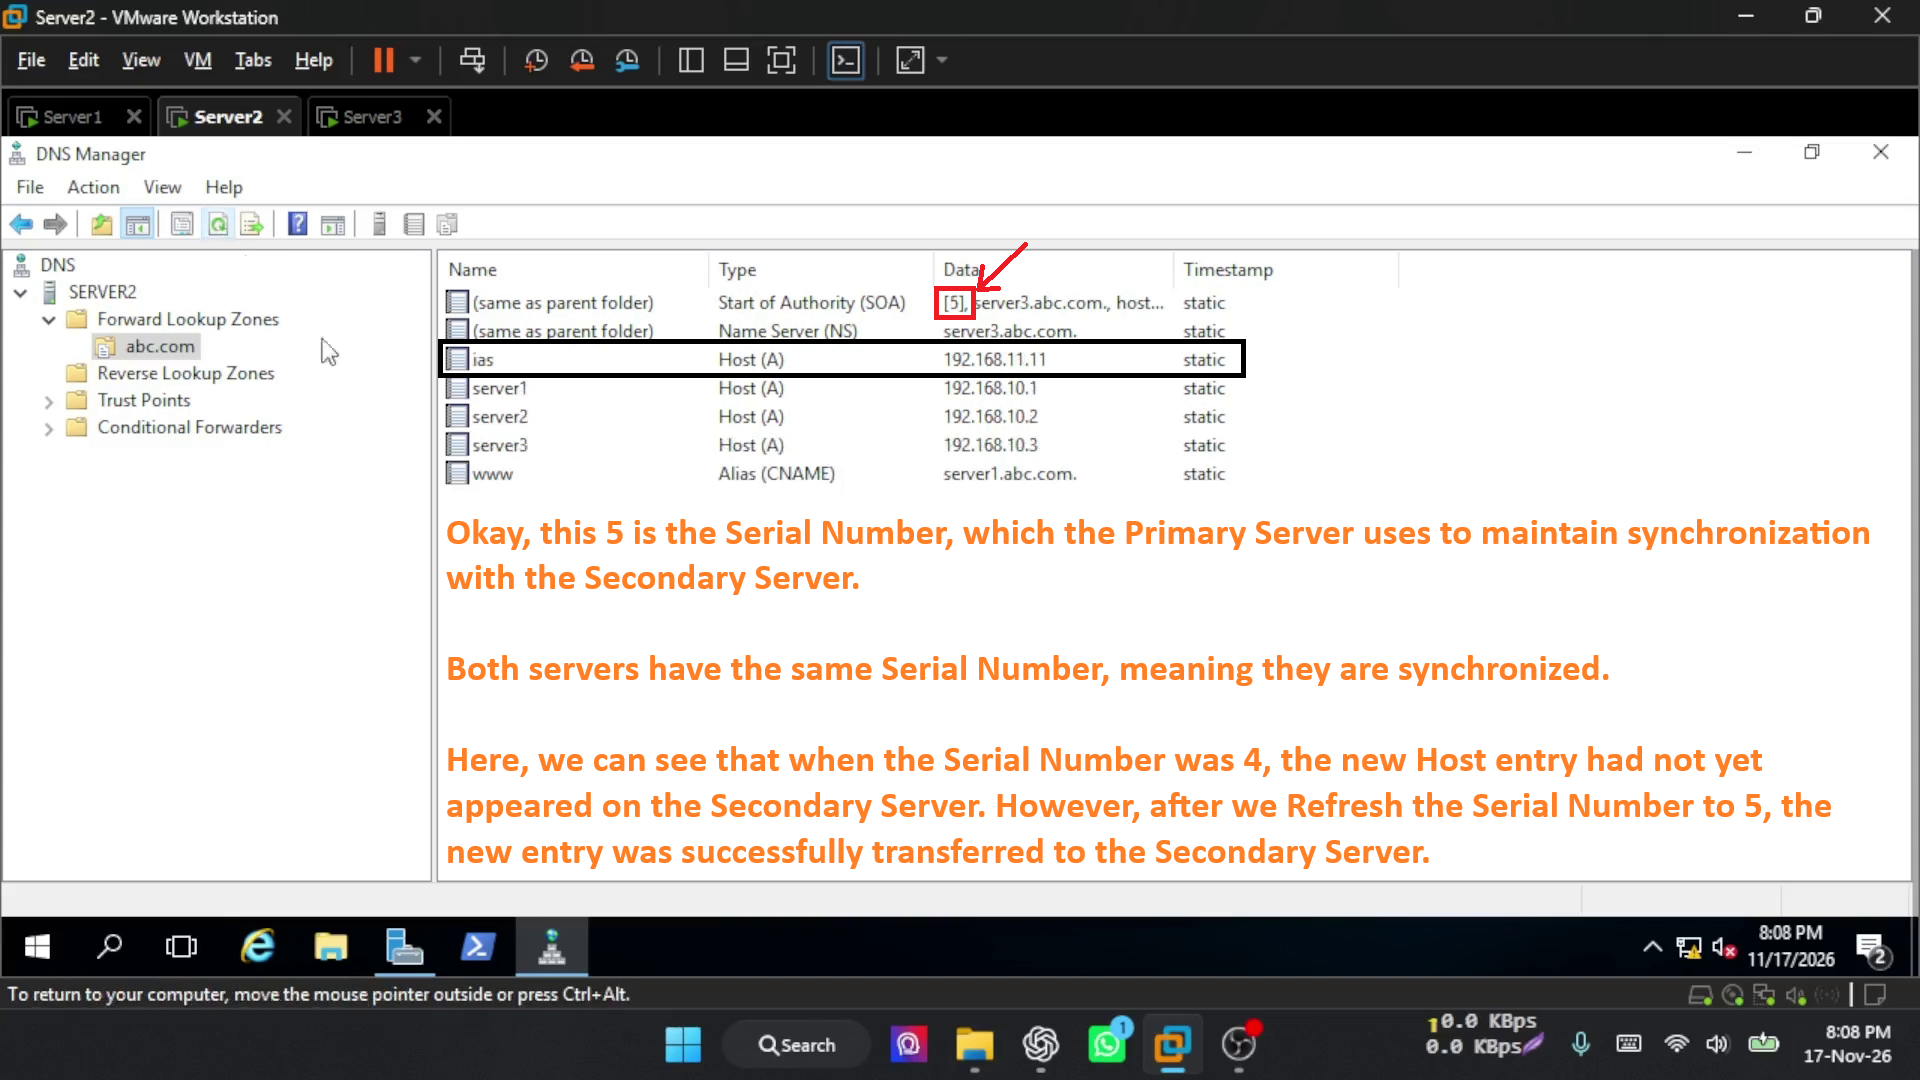 Server2 - VMware Workstation
File Edit View VM Tabs Help
Server1 Server2 Server3
DNS Manager
File Action View Help
DNS
SERVER2
Forward Lookup Zones
abc.com
Reverse Lookup Zones
Trust Points
Conditional Forwarders
Name Type Data Timestamp
(same as parent folder) Start of Authority (SOA) [5], server3.abc.com., host... static
(same as parent folder) Name Server (NS) server3.abc.com. static
ias Host (A) 192.168.11.11 static
server1 Host (A) 192.168.10.1 static
server2 Host (A) 192.168.10.2 static
server3 Host (A) 192.168.10.3 static
www Alias (CNAME) server1.abc.com. static
Okay, this 5 is the Serial Number, which the Primary Server uses to maintain synchronization
with the Secondary Server.
Both servers have the same Serial Number, meaning they are synchronized.
Here, we can see that when the Serial Number was 4, the new Host entry had not yet
appeared on the Secondary Server. However, after we Refresh the Serial Number to 5, the
new entry was successfully transferred to the Secondary Server.
8:08 PM
11/17/2026
2
To return to your computer, move the mouse pointer outside or press Ctrl+Alt.
Search
1
0.0 KBps
0.0 KBps
8:08 PM
17-Nov-26